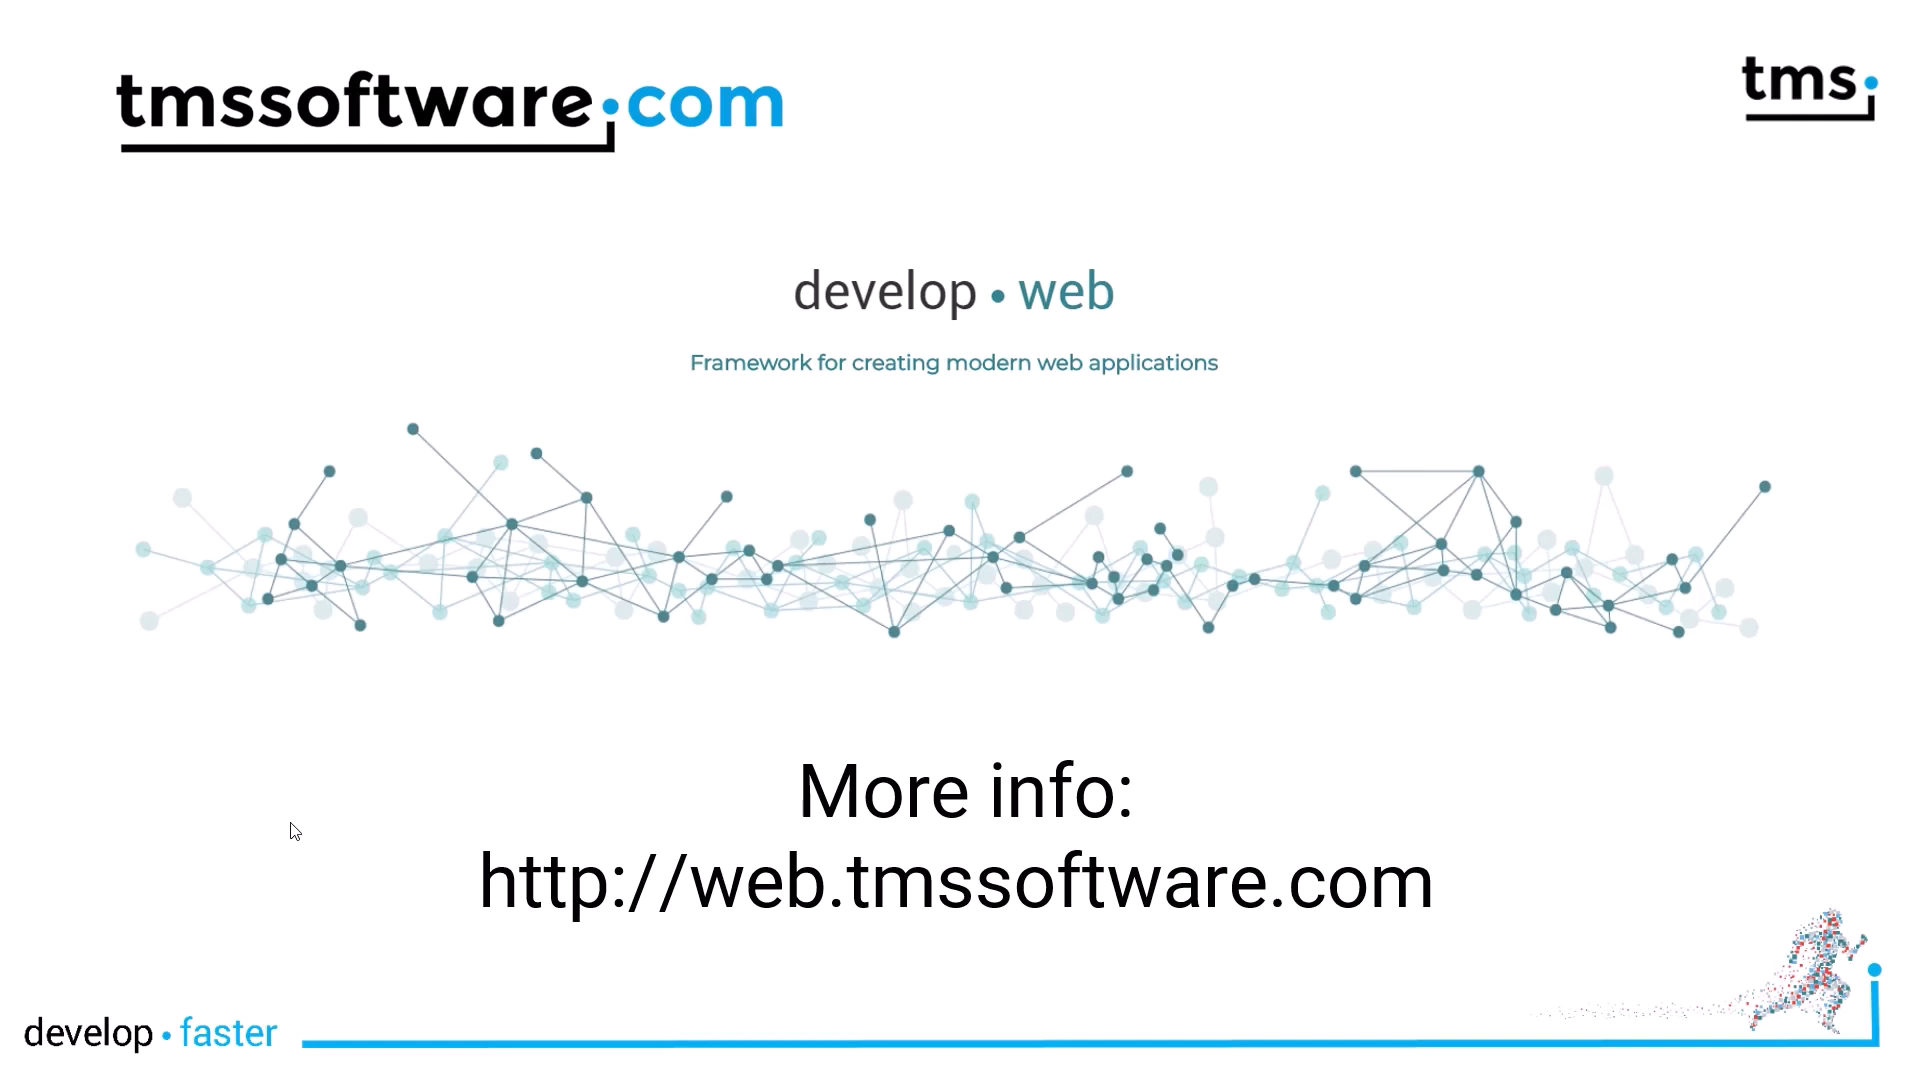 tmssoftware.com
tms
develop • web
Framework for creating modern web applications
More info:
http://web.tmssoftware.com
develop • faster